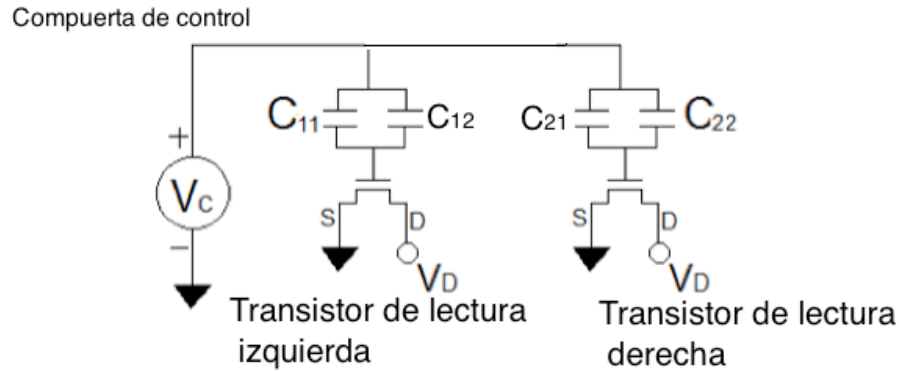 Compuerta de control
C11
C12
C21
C22
+
Vc
−
S
D
S
D
VD
VD
Transistor de lectura
izquierda
Transistor de lectura
derecha